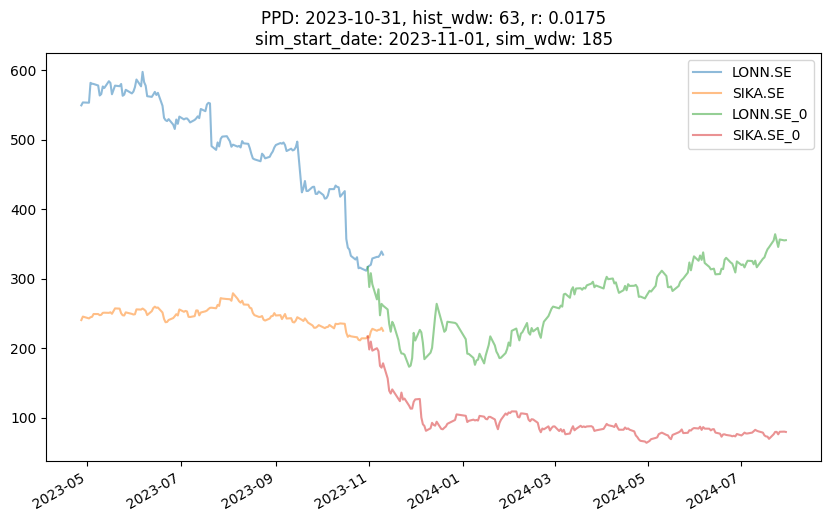 PPD: 2023-10-31, hist_wdw: 63, r: 0.0175
sim_start_date: 2023-11-01, sim_wdw: 185
LONN.SE
SIKA.SE
LONN.SE_0
SIKA.SE_0
600
500
400
300
200
100
2023-05
2023-07
2023-09
2023-11
2024-01
2024-03
2024-05
2024-07